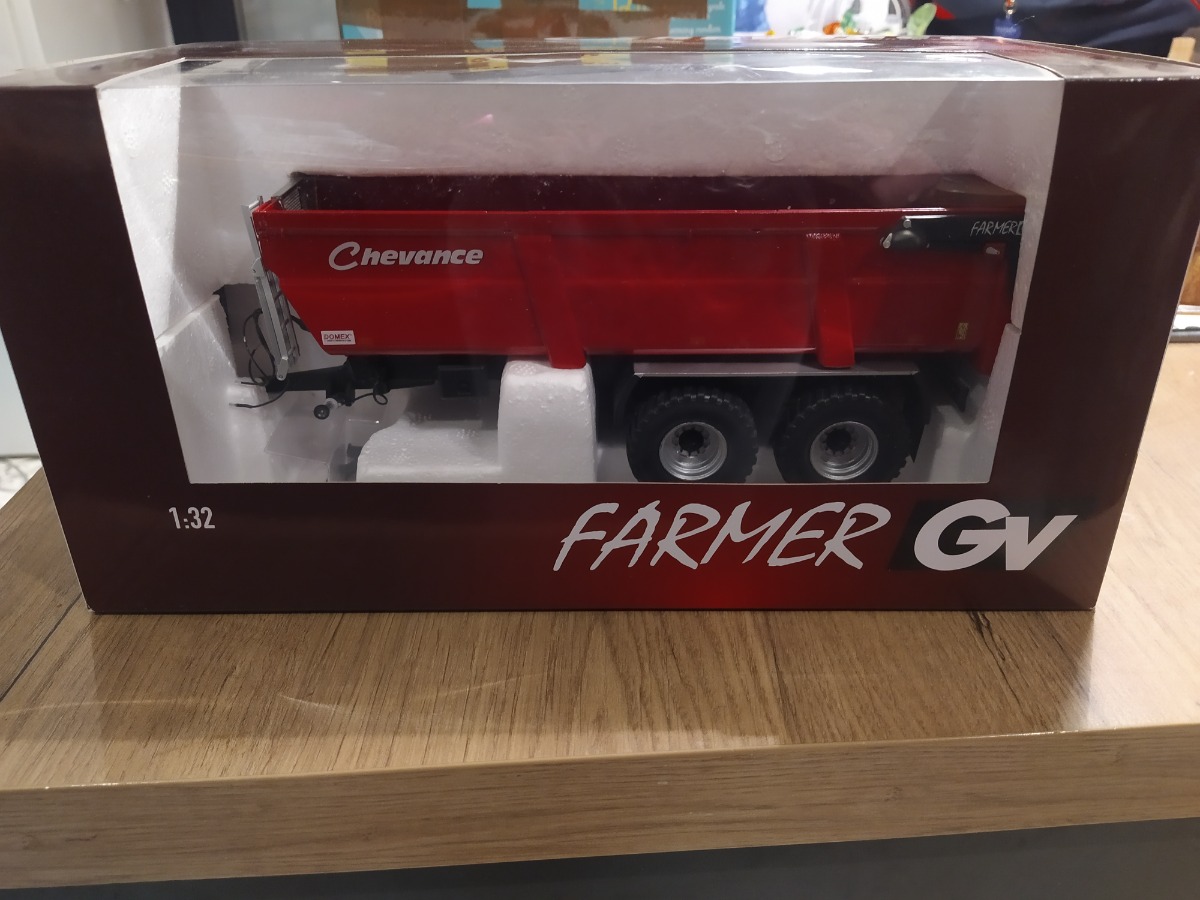 Chevance
FARMER
DOMEX
1:32
FARMER GV